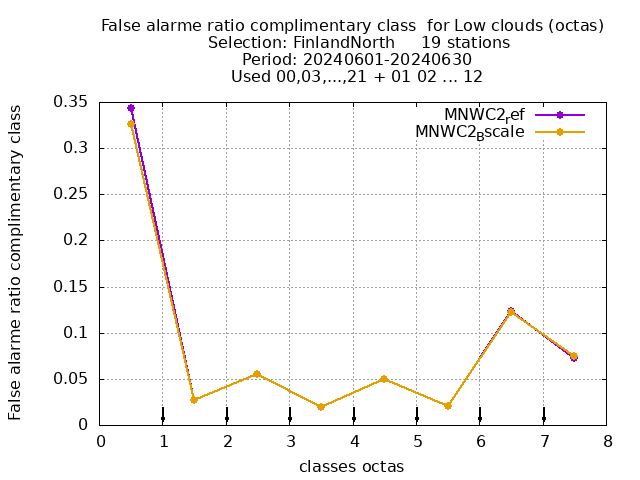 False alarme ratio complimentary class  for Low clouds (octas)
Selection: FinlandNorth     19 stations
Period: 20240601-20240630
Used 00,03,...,21 + 01 02 ... 12
False alarme ratio complimentary class
0.35
0.3
0.25
0.2
0.15
0.1
0.05
0
MNWC2ref
MNWC2Bscale
0 1 2 3 4 5 6 7 8
classes octas